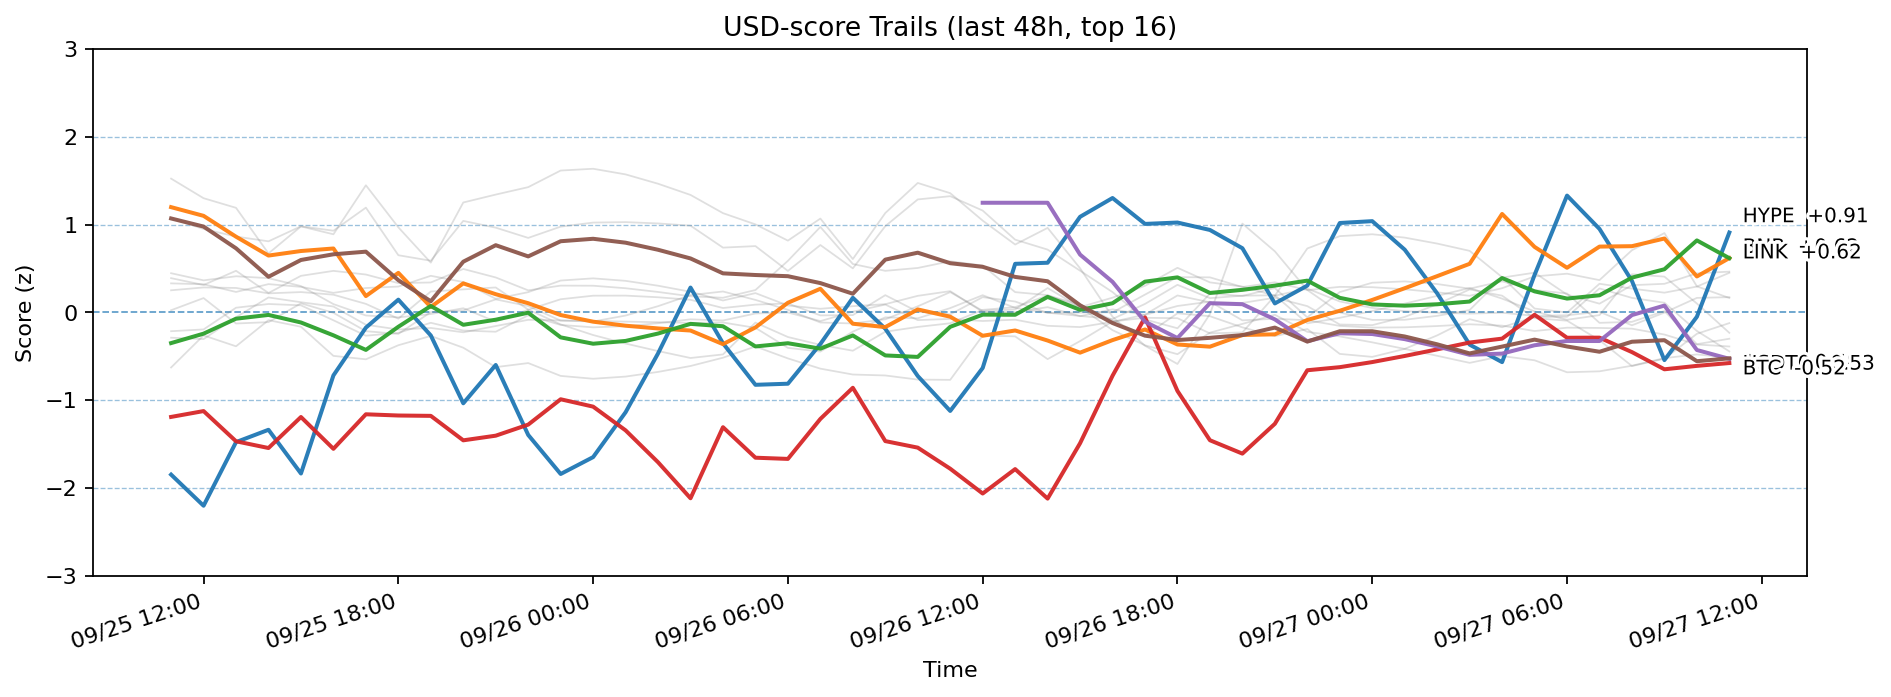 USD-score Trails (last 48h, top 16)
3
2
1
0
−1
−2
−3
Score (z)
HYPE +0.91
LINK +0.62
BTC −0.52
09/25 12:00
09/25 18:00
09/26 00:00
09/26 06:00
09/26 12:00
09/26 18:00
09/27 00:00
09/27 06:00
09/27 12:00
Time